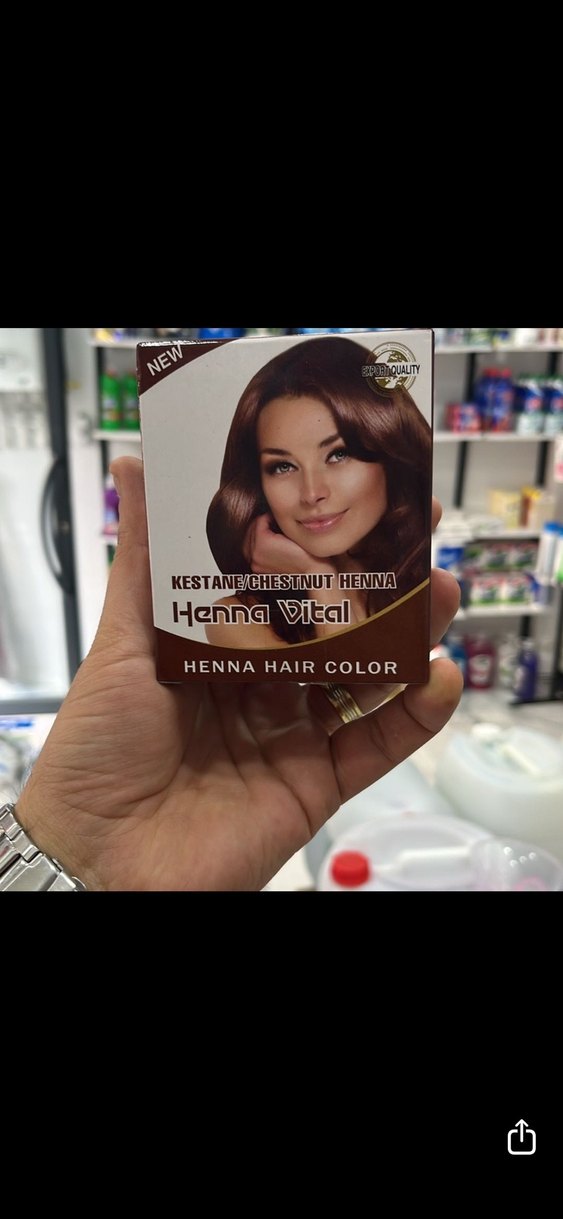 NEW
EXPORT QUALITY
KESTANE/CHESTNUT HENNA
Henna Vital
HENNA HAIR COLOR